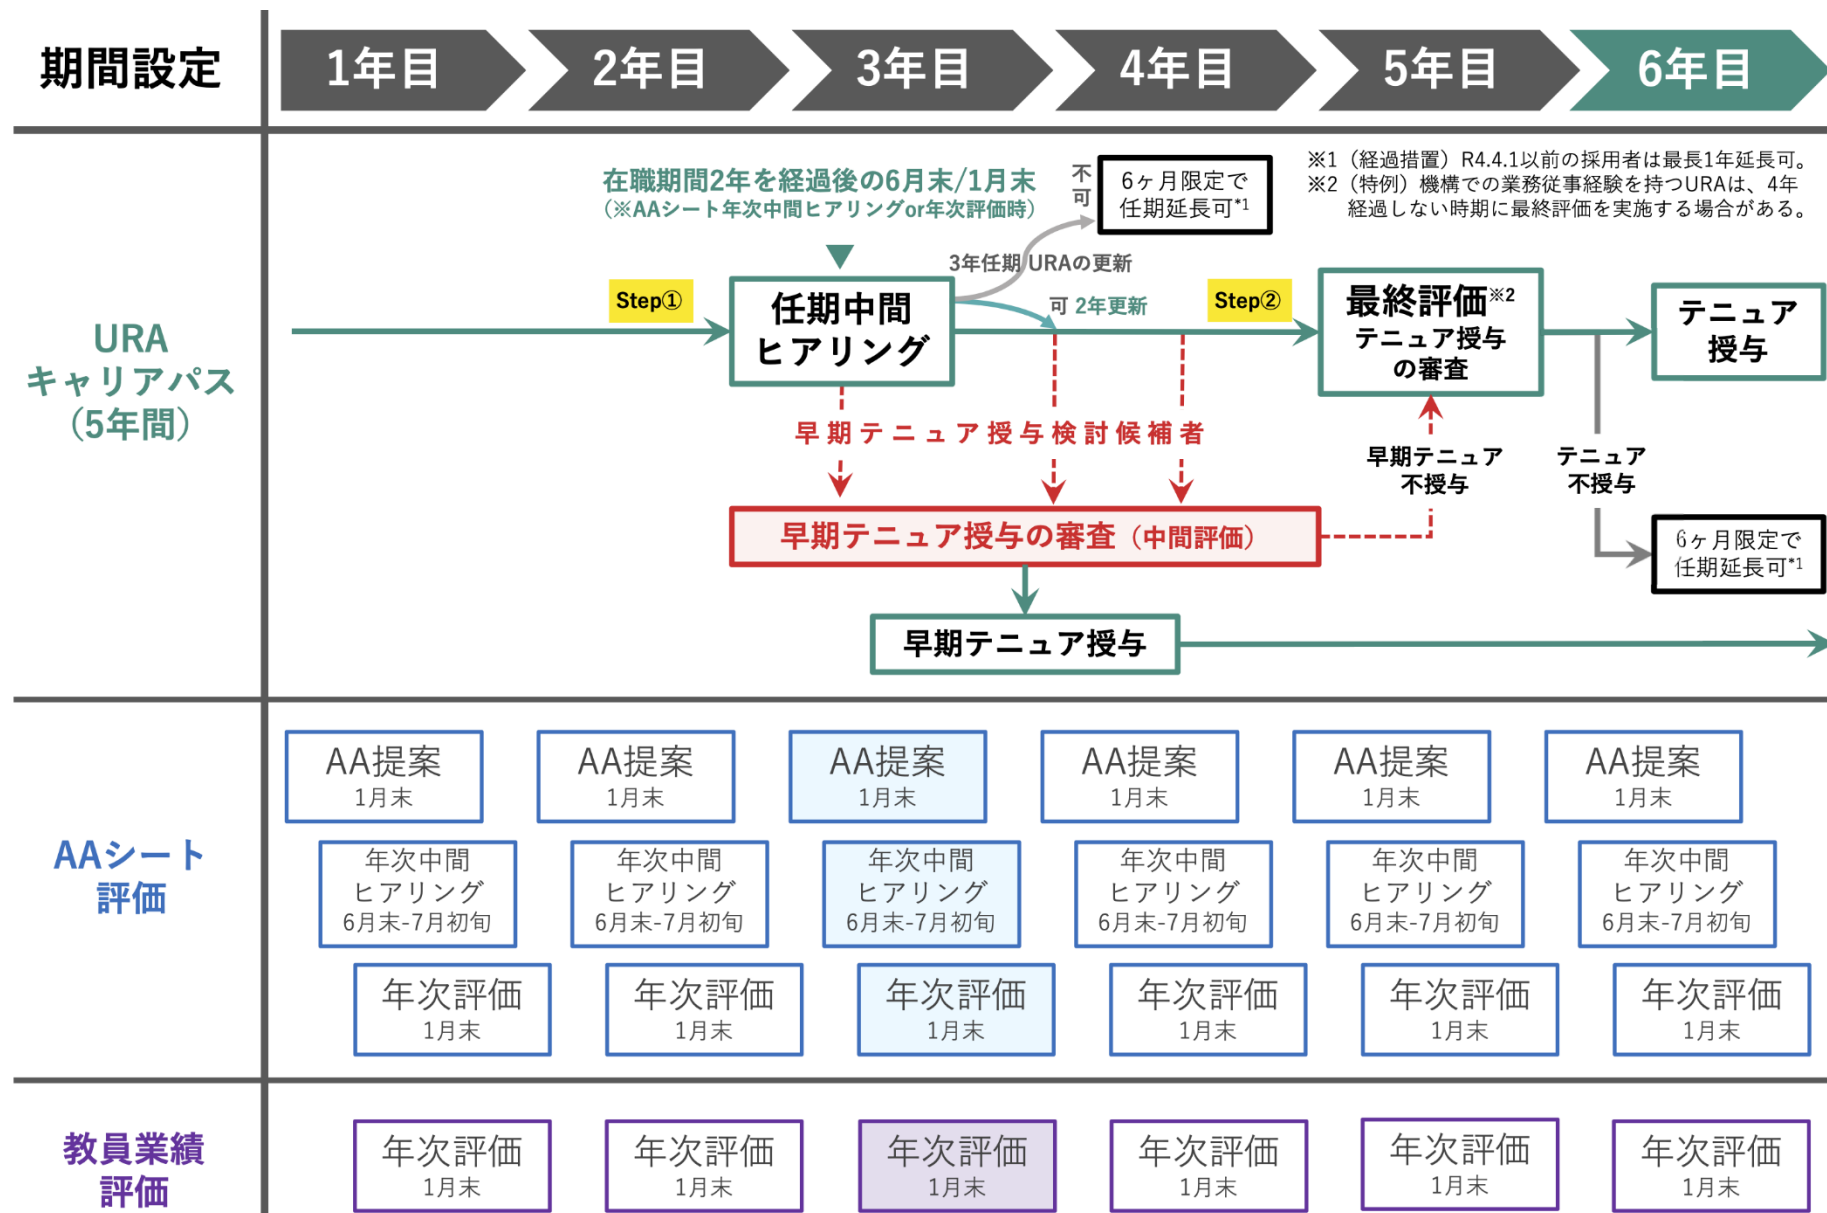 期間設定
1年目
2年目
3年目
4年目
5年目
6年目
URA
キャリアパス
（5年間）
在職期間2年を経過後の6月末/1月末
（※AAシート年次中間ヒアリングor年次評価時）
不可
6ヶ月限定で
任期延長可*1
※1（経過措置）R4.4.1以前の採用者は最長1年延長可。
※2（特例）機構での業務従事経験を持つURAは、4年
経過しない時期に最終評価を実施する場合がある。
3年任期 URAの更新
Step①
任期中間
ヒアリング
可 2年更新
Step②
最終評価※2
テニュア授与
の審査
テニュア
授与
早期テニュア授与検討候補者
早期テニュア
不授与
テニュア
不授与
早期テニュア授与の審査（中間評価）
6ヶ月限定で
任期延長可*1
早期テニュア授与
AAシート
評価
AA提案
1月末
AA提案
1月末
AA提案
1月末
AA提案
1月末
AA提案
1月末
AA提案
1月末
年次中間
ヒアリング
6月末-7月初旬
年次中間
ヒアリング
6月末-7月初旬
年次中間
ヒアリング
6月末-7月初旬
年次中間
ヒアリング
6月末-7月初旬
年次中間
ヒアリング
6月末-7月初旬
年次中間
ヒアリング
6月末-7月初旬
年次評価
1月末
年次評価
1月末
年次評価
1月末
年次評価
1月末
年次評価
1月末
年次評価
1月末
教員業績
評価
年次評価
1月末
年次評価
1月末
年次評価
1月末
年次評価
1月末
年次評価
1月末
年次評価
1月末